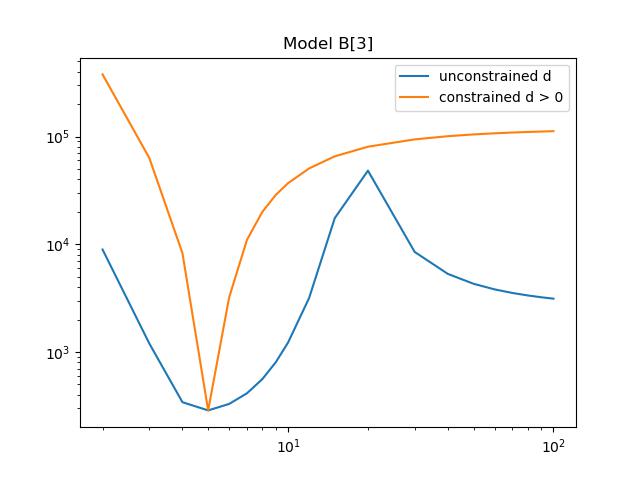 Model B[3]
unconstrained d
constrained d > 0
10⁵
10⁴
10³
10¹
10²